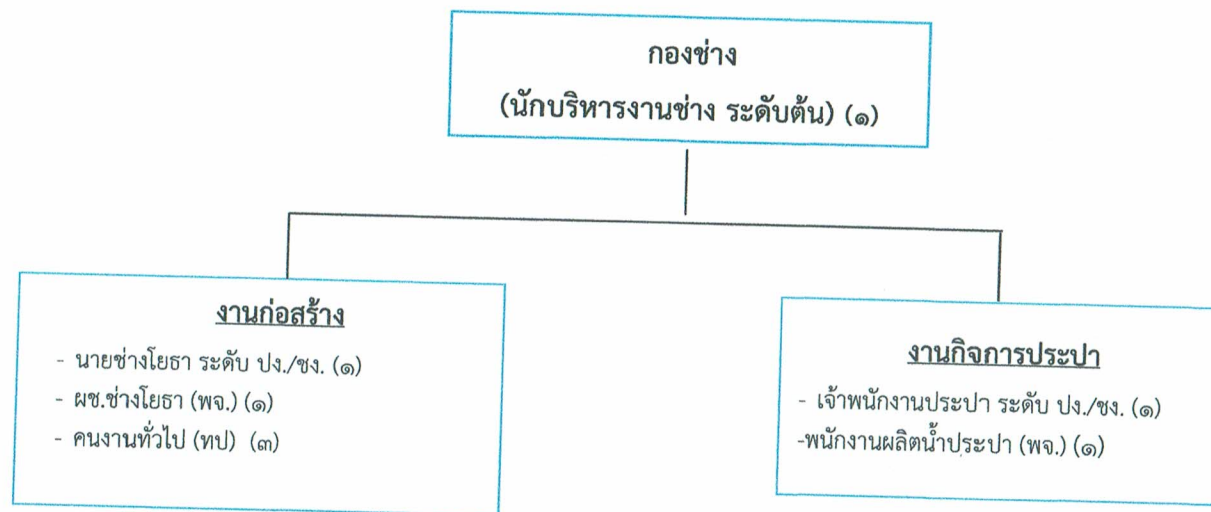 กองช่าง
(นักบริหารงานช่าง ระดับต้น) (๑)
งานก่อสร้าง
- นายช่างโยธา ระดับ ปง./ชง. (๑)
- ผช.ช่างโยธา (พจ.) (๑)
- คนงานทั่วไป (ทป) (๓)
งานกิจการประปา
- เจ้าพนักงานประปา ระดับ ปง./ชง. (๑)
-พนักงานผลิตน้ำประปา (พจ.) (๑)